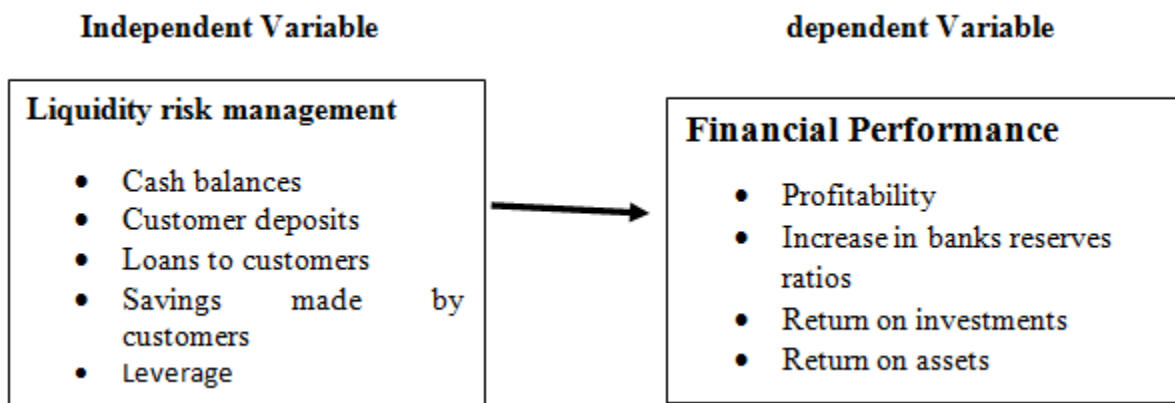 Independent Variable
dependent Variable
Liquidity risk management
• Cash balances
• Customer deposits
• Loans to customers
• Savings made by
customers
• Leverage
Financial Performance
• Profitability
• Increase in banks reserves
ratios
• Return on investments
• Return on assets